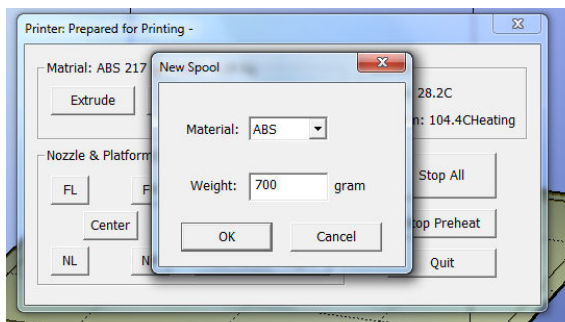 Printer: Prepared for Printing -
Matrial: ABS 217
New Spool
28.2C
Extrude
Material: ABS
104.4CHeating
Nozzle & Platform
Weight: 700 gram
Stop All
FL
Center
OK
Cancel
Preheat
NL
Quit